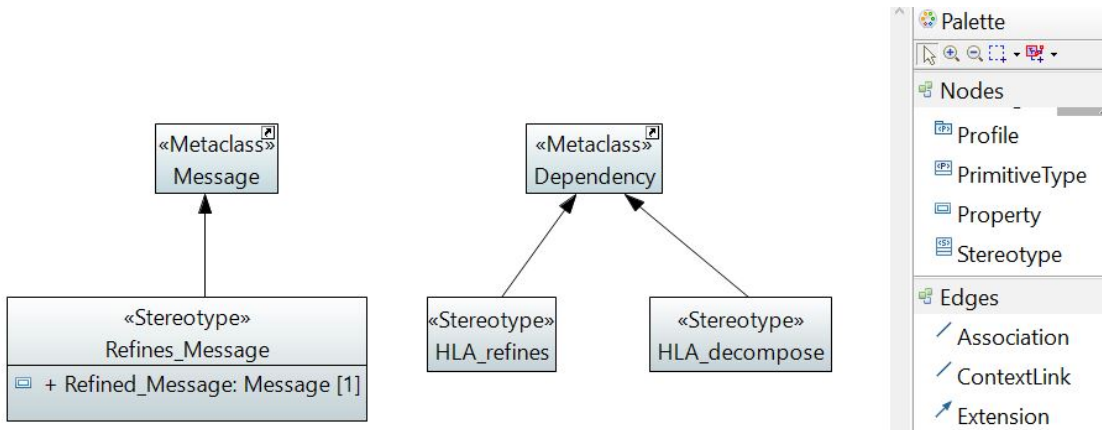 «Metaclass»
Message
«Metaclass»
Dependency
«Stereotype»
Refines_Message
+ Refined_Message: Message [1]
«Stereotype»
HLA_refines
«Stereotype»
HLA_decompose
Palette
Nodes
<P> Profile
<P> PrimitiveType
Property
<S> Stereotype
Edges
Association
ContextLink
Extension